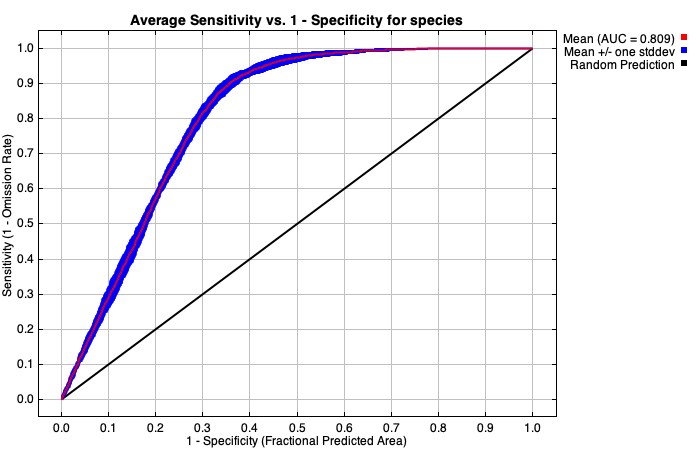 Average Sensitivity vs. 1 - Specificity for species
Mean (AUC = 0.809)
Mean +/- one stddev
Random Prediction
Sensitivity (1 - Omission Rate)
1.0
0.9
0.8
0.7
0.6
0.5
0.4
0.3
0.2
0.1
0.0
0.0 0.1 0.2 0.3 0.4 0.5 0.6 0.7 0.8 0.9 1.0
1 - Specificity (Fractional Predicted Area)